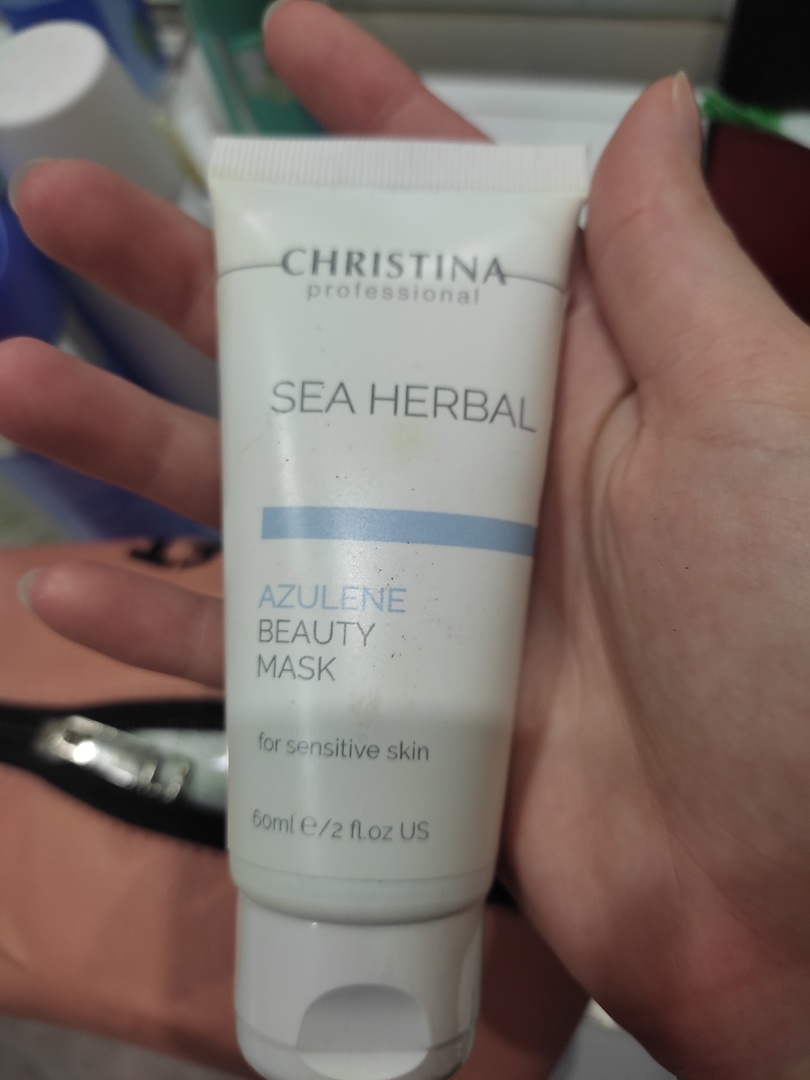 CHRISTINA
professional
SEA HERBAL
AZULENE
BEAUTY
MASK
for sensitive skin
60ml ℮/2 fl.oz US